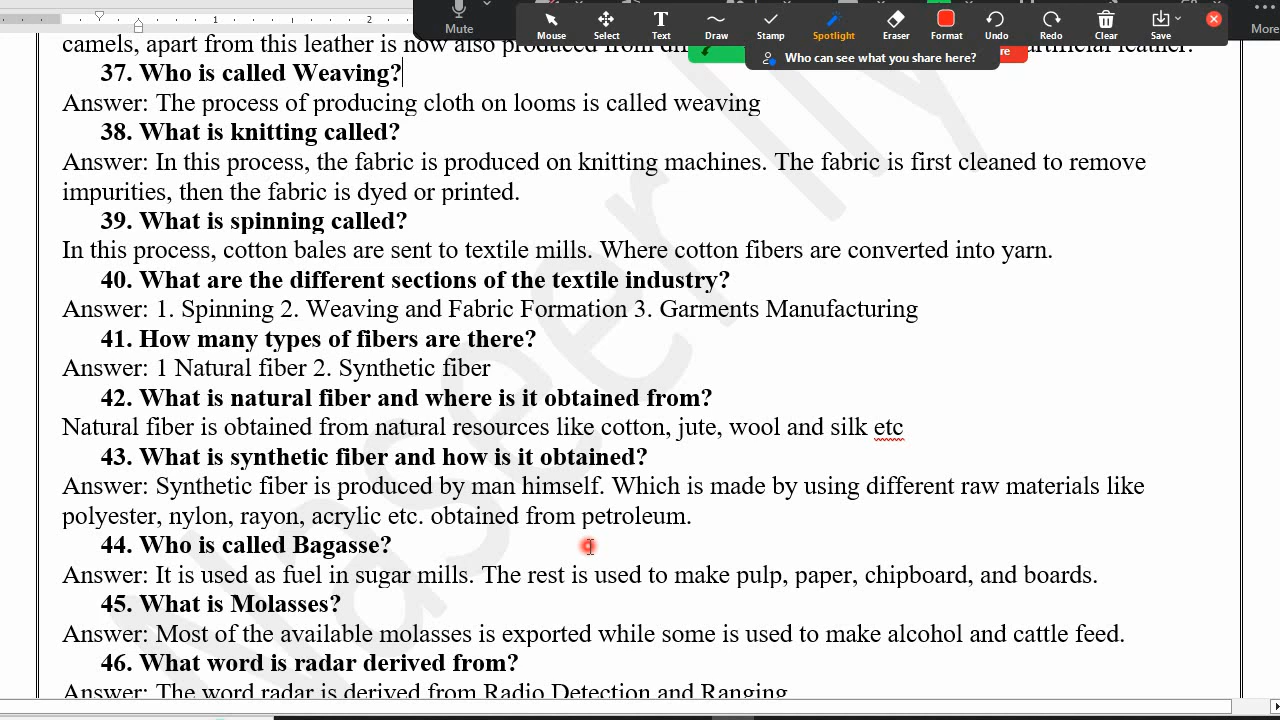 1 2
Mute Mouse Select Text Draw Stamp Spotlight Eraser Format Undo Redo Clear Save More
camels, apart from this leather is now also produced from artificial leather.
Who can see what you share here?
37. Who is called Weaving?
Answer: The process of producing cloth on looms is called weaving
38. What is knitting called?
Answer: In this process, the fabric is produced on knitting machines. The fabric is first cleaned to remove
impurities, then the fabric is dyed or printed.
39. What is spinning called?
In this process, cotton bales are sent to textile mills. Where cotton fibers are converted into yarn.
40. What are the different sections of the textile industry?
Answer: 1. Spinning 2. Weaving and Fabric Formation 3. Garments Manufacturing
41. How many types of fibers are there?
Answer: 1 Natural fiber 2. Synthetic fiber
42. What is natural fiber and where is it obtained from?
Natural fiber is obtained from natural resources like cotton, jute, wool and silk etc
43. What is synthetic fiber and how is it obtained?
Answer: Synthetic fiber is produced by man himself. Which is made by using different raw materials like
polyester, nylon, rayon, acrylic etc. obtained from petroleum.
44. Who is called Bagasse?
Answer: It is used as fuel in sugar mills. The rest is used to make pulp, paper, chipboard, and boards.
45. What is Molasses?
Answer: Most of the available molasses is exported while some is used to make alcohol and cattle feed.
46. What word is radar derived from?
Answer: The word radar is derived from Radio Detection and Ranging